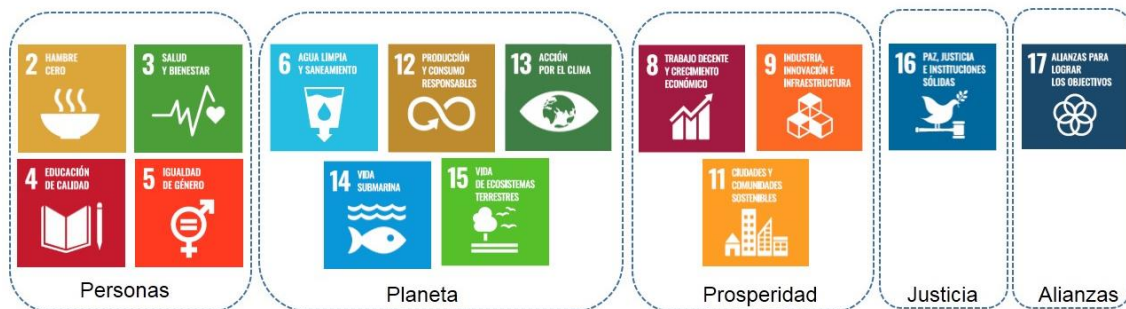 2 HAMBRE
CERO
3 SALUD
Y BIENESTAR
4 EDUCACIÓN
DE CALIDAD
5 IGUALDAD
DE GÉNERO
Personas
6 AGUA LIMPIA
Y SANEAMIENTO
12 PRODUCCIÓN
Y CONSUMO
RESPONSABLES
13 ACCIÓN
POR EL CLIMA
14 VIDA
SUBMARINA
15 VIDA
DE ECOSISTEMAS
TERRESTRES
Planeta
8 TRABAJO DECENTE
Y CRECIMIENTO
ECONÓMICO
9 INDUSTRIA,
INNOVACIÓN E
INFRAESTRUCTURA
11 CIUDADES Y
COMUNIDADES
SOSTENIBLES
Prosperidad
16 PAZ, JUSTICIA
E INSTITUCIONES
SÓLIDAS
Justicia
17 ALIANZAS PARA
LOGRAR
LOS OBJECTIVOS
Alianzas